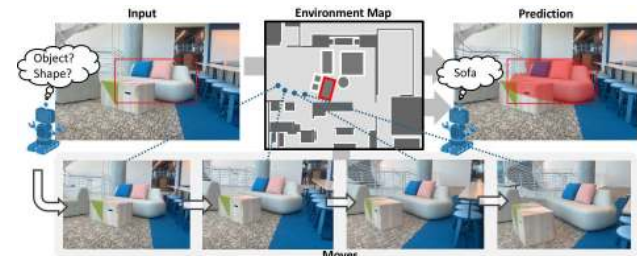 Input
Environment Map
Prediction
Object?
Shape?
Sofa
Moves